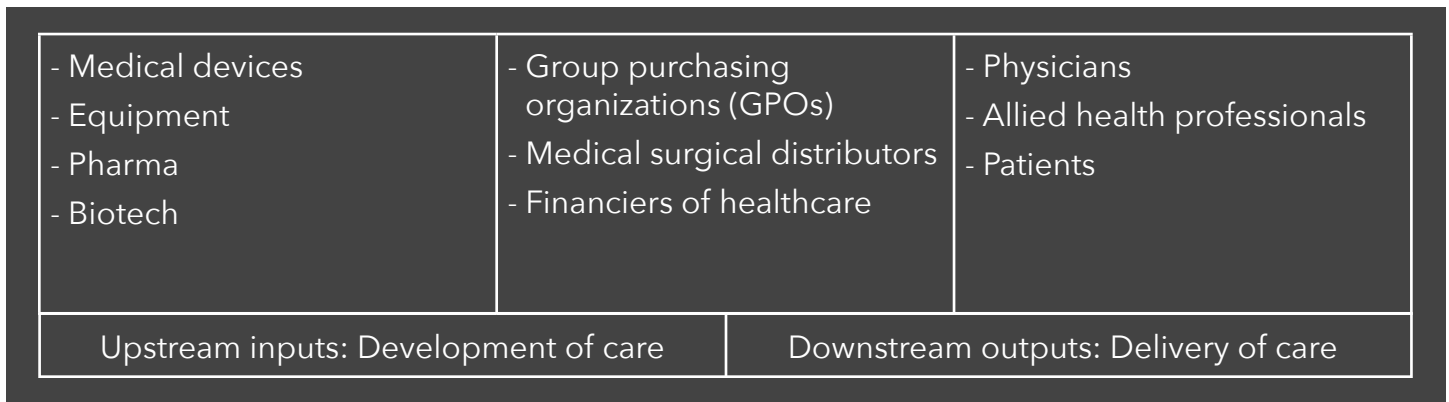 - Medical devices
- Equipment
- Pharma
- Biotech
- Group purchasing
organizations (GPOs)
- Medical surgical distributors
- Financiers of healthcare
- Physicians
- Allied health professionals
- Patients
Upstream inputs: Development of care
Downstream outputs: Delivery of care